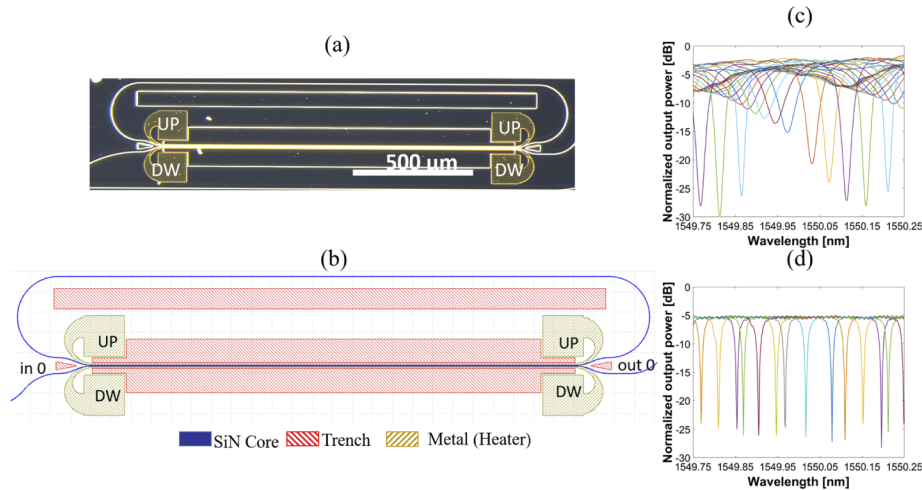 (a)
UP
UP
DW
DW
500 μm
(b)
UP
UP
in 0
out 0
DW
DW
SiN Core
Trench
Metal (Heater)
(c)
Normalized output power [dB]
0
-5
-10
-15
-20
-25
-30
1549.75 1549.85 1549.95 1550.05 1550.15 1550.25
Wavelength [nm]
(d)
Normalized output power [dB]
0
-5
-10
-15
-20
-25
-30
1549.75 1549.85 1549.95 1550.05 1550.15 1550.25
Wavelength [nm]